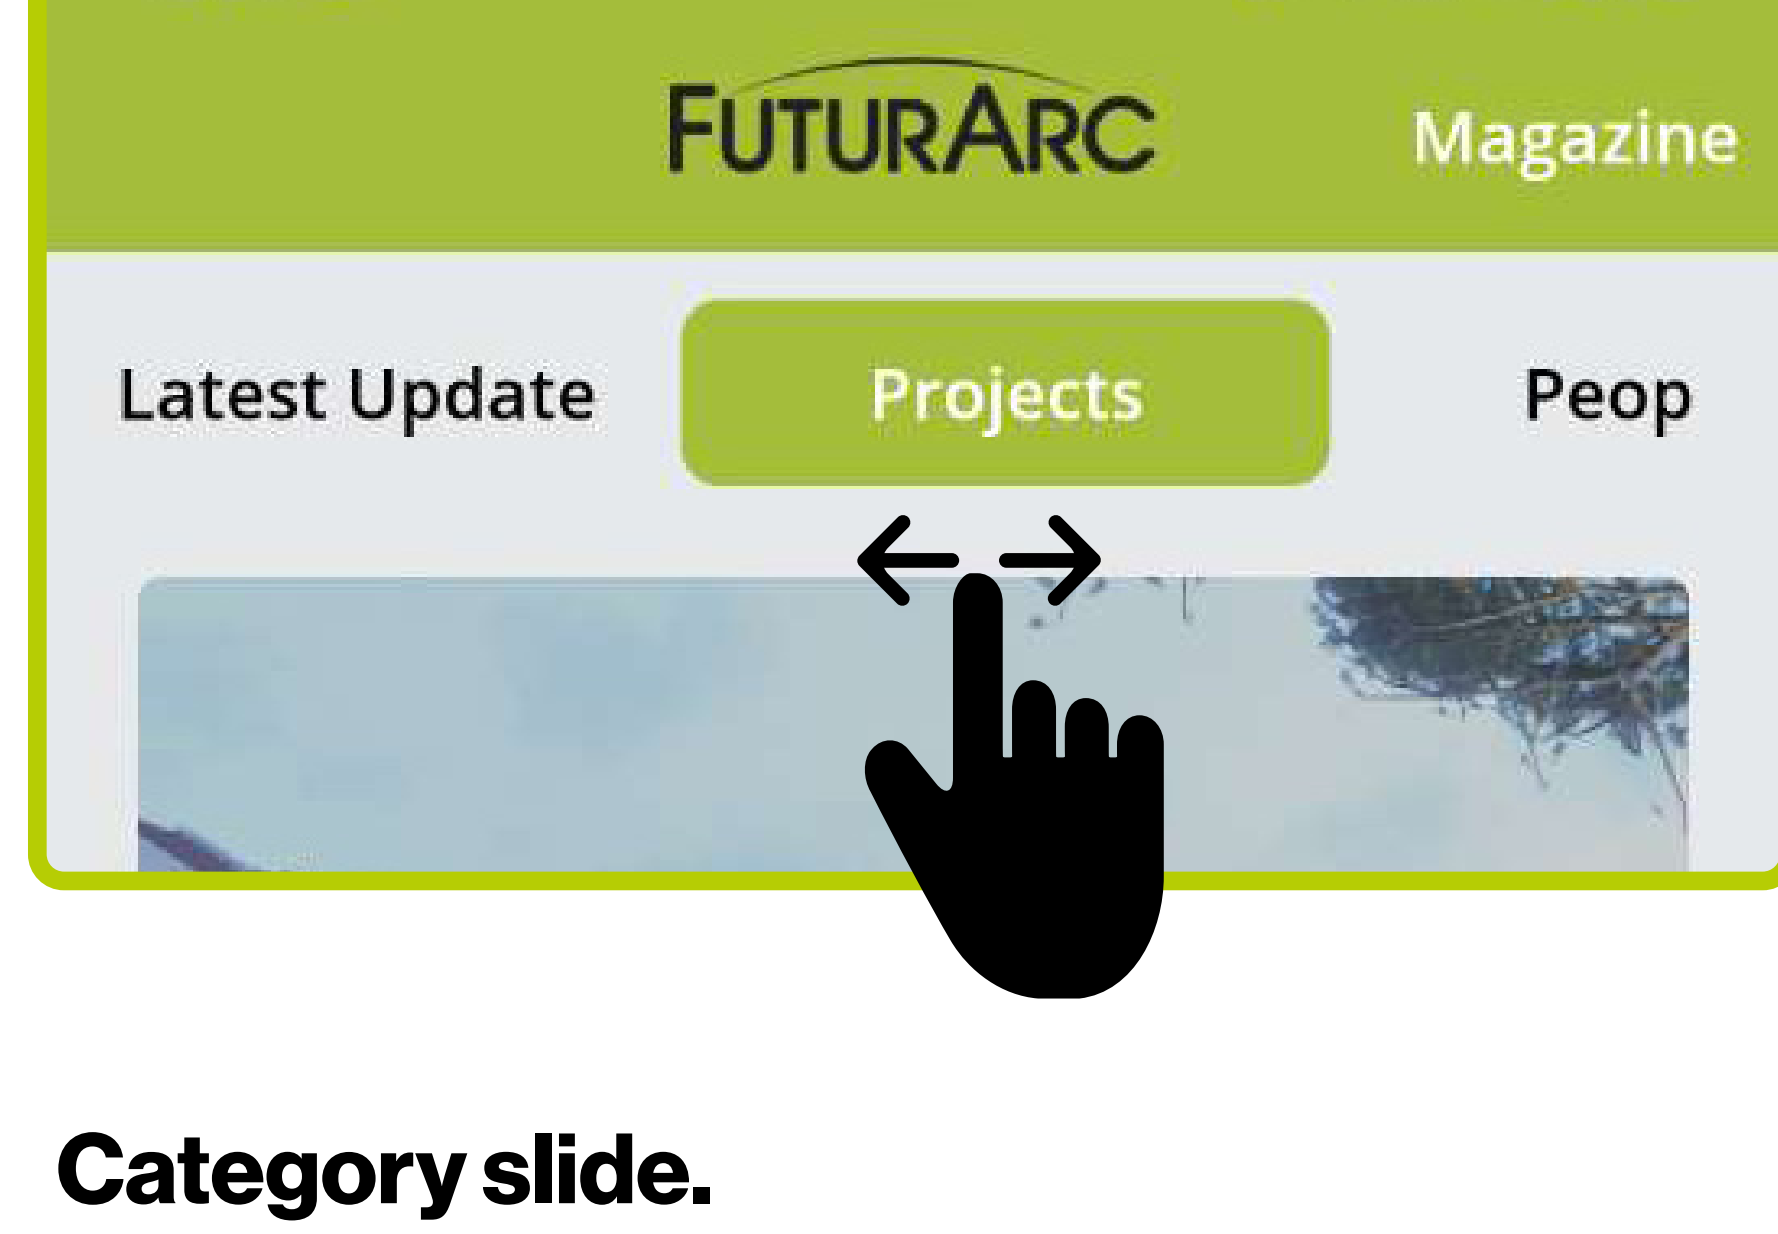 FUTURARC
Magazine
Latest Update
Projects
Peop
Category slide.